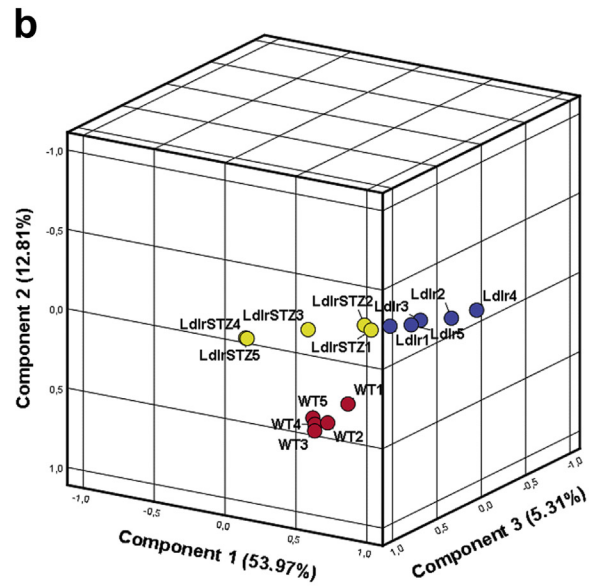 b
-1,0
-0,5
0,0
0,5
1,0
Component 2 (12.81%)
LdlrSTZ2
Ldlr3
Ldlr2
Ldlr4
LdlrSTZ3
LdlrSTZ4
LdlrSTZ1
Ldlr1
Ldlr5
LdlrSTZ5
WT1
WT5
WT4
WT2
WT3
-1,0
-0,5
0,0
0,5
1,0
Component 1 (53.97%)
1,0
0,5
0,0
-0,5
-1,0
Component 3 (5.31%)